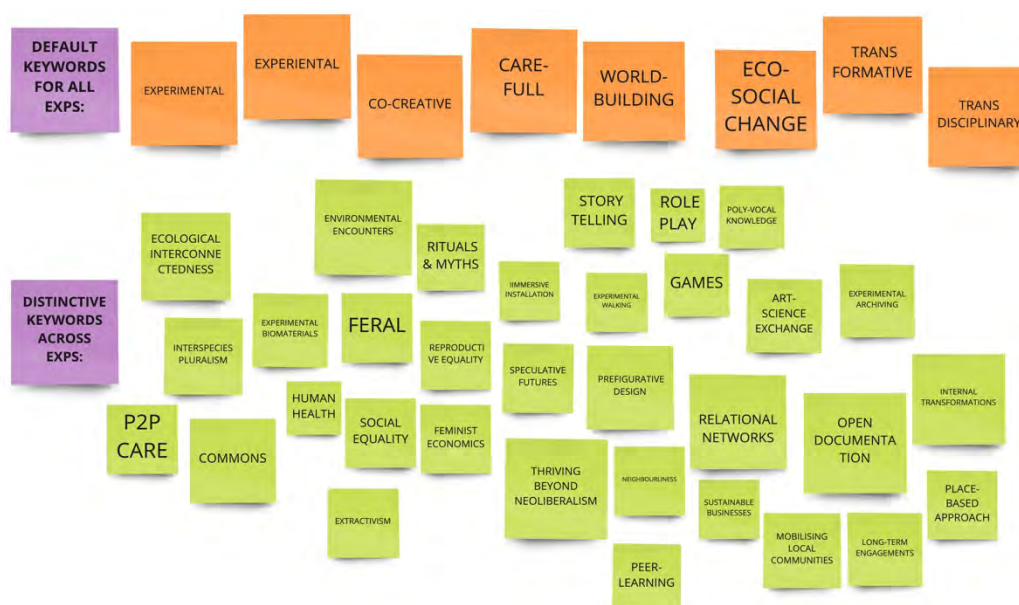 DEFAULT
KEYWORDS
FOR ALL
EXPS:
EXPERIMENTAL
EXPERIENTAL
CO-CREATIVE
CARE-
FULL
WORLD-
BUILDING
ECO-
SOCIAL
CHANGE
TRANS
FORMATIVE
TRANS
DISCIPLINARY
DISTINCTIVE
KEYWORDS
ACROSS
EXPS:
ECOLOGICAL
INTERCONNE
CTEDNESS
ENVIRONMENTAL
ENCOUNTERS
RITUALS
& MYTHS
STORY
TELLING
ROLE
PLAY
POLY-VOCAL
KNOWLEDGE
IIMMERSIVE
INSTALLATION
EXPERIMENTAL
WALKING
GAMES
ART-
SCIENCE
EXCHANGE
EXPERIMENTAL
ARCHIVING
INTERSPECIES
PLURALISM
EXPERIMENTAL
BIOMATERIALS
FERAL
REPRODUCTI
VE EQUALITY
SPECULATIVE
FUTURES
PREFIGURATIVE
DESIGN
RELATIONAL
NETWORKS
OPEN
DOCUMENTA
TION
INTERNAL
TRANSFORMATIONS
P2P
CARE
COMMONS
HUMAN
HEALTH
SOCIAL
EQUALITY
FEMINIST
ECONOMICS
THRIVING
BEYOND
NEOLIBERALISM
NEIGHBOURLINESS
SUSTAINABLE
BUSINESSES
PLACE-
BASED
APPROACH
EXTRACTIVISM
PEER-
LEARNING
MOBILISING
LOCAL
COMMUNITIES
LONG-TERM
ENGAGEMENTS